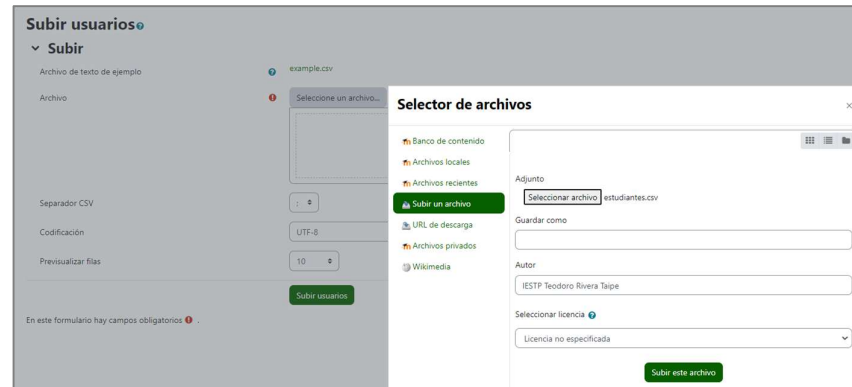 Subir usuarios
Subir
Archivo de texto de ejemplo
example.csv
Archivo
Seleccione un archivo...
Separador CSV
;
Codificación
UTF-8
Previsualizar filas
10
Subir usuarios
En este formulario hay campos obligatorios .
Selector de archivos
Banco de contenido
Archivos locales
Archivos recientes
Subir un archivo
URL de descarga
Archivos privados
Wikimedia
Adjunto
Seleccionar archivo estudiantes.csv
Guardar como
Autor
IESTP Teodoro Rivera Taipe
Seleccionar licencia
Licencia no especificada
Subir este archivo